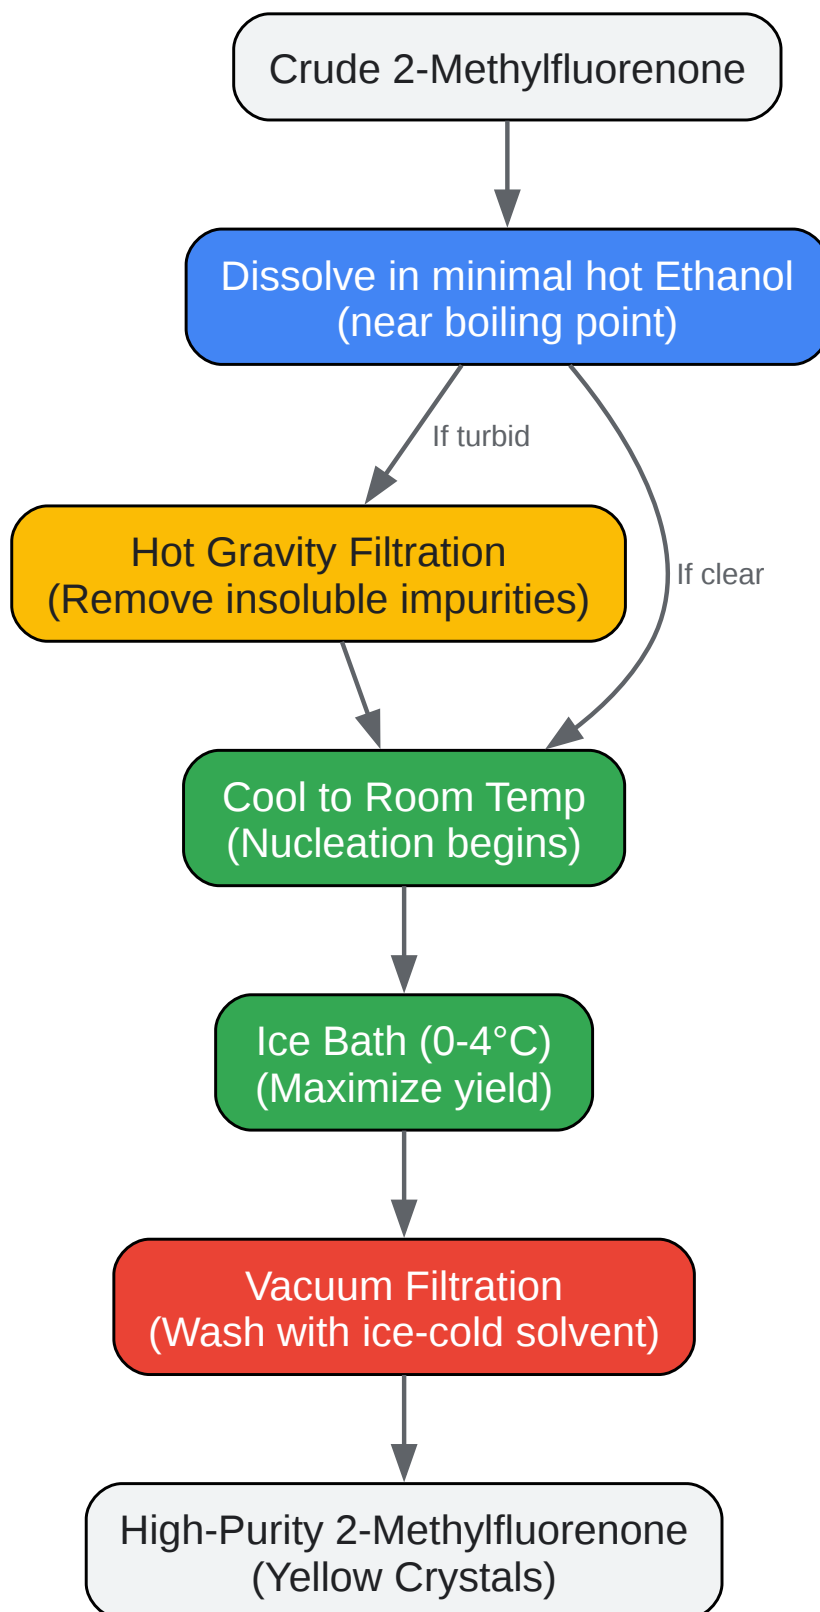 Crude 2-Methylfluorenone
Dissolve in minimal hot Ethanol
(near boiling point)
If turbid
Hot Gravity Filtration
(Remove insoluble impurities)
If clear
Cool to Room Temp
(Nucleation begins)
Ice Bath (0-4°C)
(Maximize yield)
Vacuum Filtration
(Wash with ice-cold solvent)
High-Purity 2-Methylfluorenone
(Yellow Crystals)